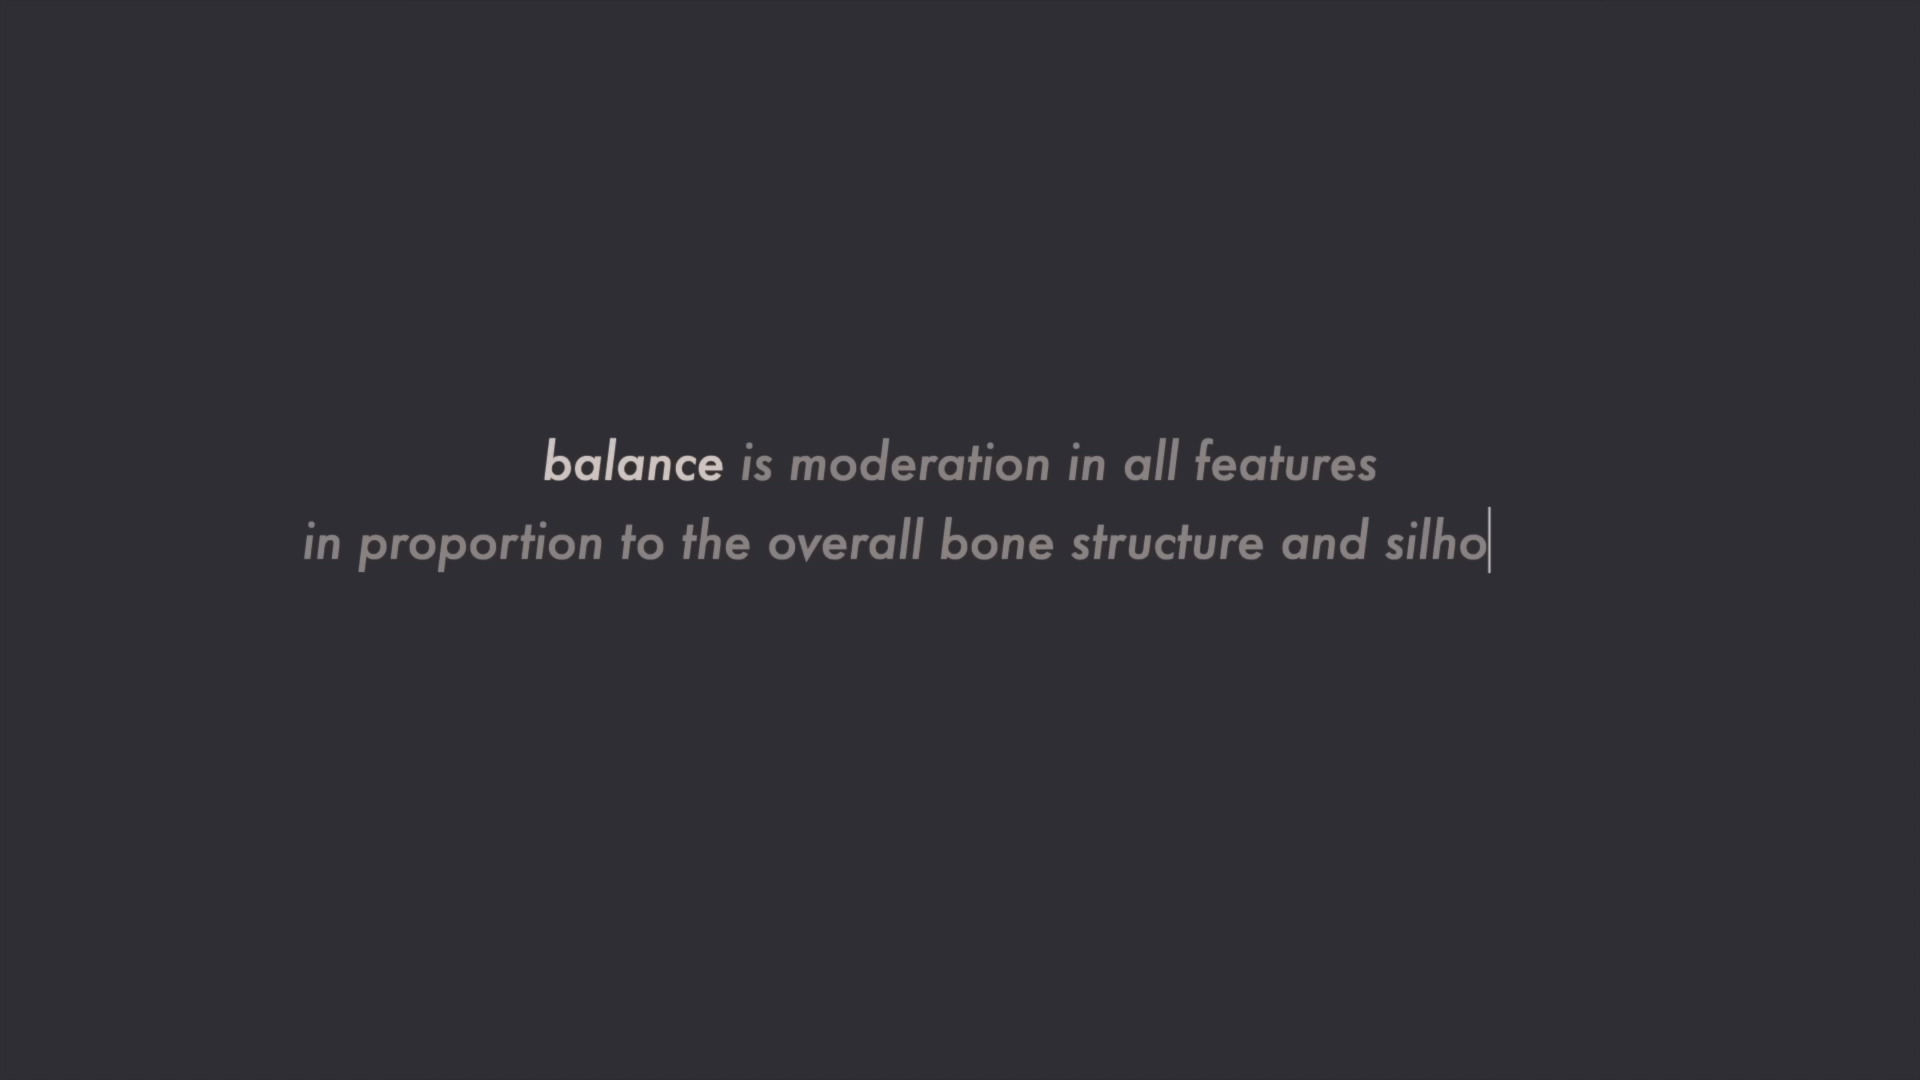 balance is moderation in all features
in proportion to the overall bone structure and silho